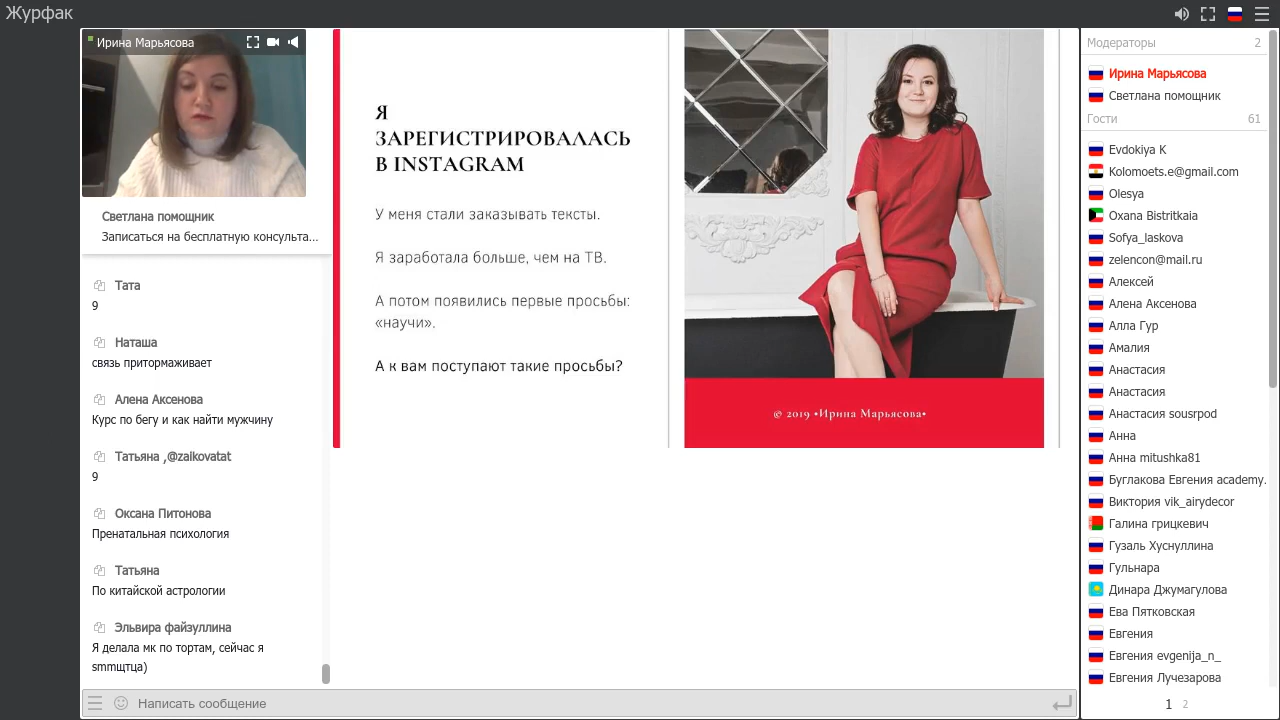 Журфак
Ирина Марьясова
Светлана помощник
Записаться на бесплатную консульта...
Тата
9
Наташа
связь притормаживает
Алена Аксенова
Курс по бегу и как найти мужчину
Татьяна ,@zaikovatat
9
Оксана Питонова
Пренатальная психология
Татьяна
По китайской астрологии
Эльвира файзуллина
Я делала мк по тортам, сейчас я
smmщтца)
Написать сообщение
Я
ЗАРЕГИСТРИРОВАЛАСЬ
В INSTAGRAM
У меня стали заказывать тексты.
Я заработала больше, чем на ТВ.
А потом появились первые просьбы:
«научи».
А к вам поступают такие просьбы?
© 2019 •Ирина Марьясова•
Модераторы 2
Ирина Марьясова
Светлана помощник
Гости 61
Evdokiya K
Kolomoets.e@gmail.com
Olesya
Oxana Bistritkaia
Sofya_laskova
zelencon@mail.ru
Алексей
Алена Аксенова
Алла Гур
Амалия
Анастасия
Анастасия
Анастасия sousrpod
Анна
Анна mitushka81
Буглакова Евгения academy.
Виктория vik_airydecor
Галина грицкевич
Гузаль Хуснуллина
Гульнара
Динара Джумагулова
Ева Пятковская
Евгения
Евгения evgenija_n_
Евгения Лучезарова
1 2